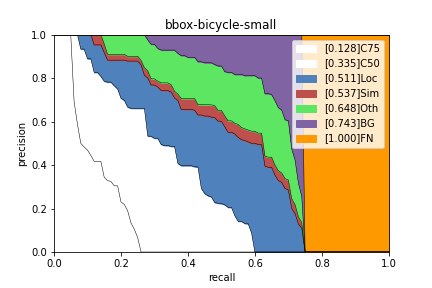 bbox-bicycle-small
1.0
0.8
0.6
0.4
0.2
0.0
precision
0.0 0.2 0.4 0.6 0.8 1.0
recall
[0.128]C75
[0.335]C50
[0.511]Loc
[0.537]Sim
[0.648]Oth
[0.743]BG
[1.000]FN